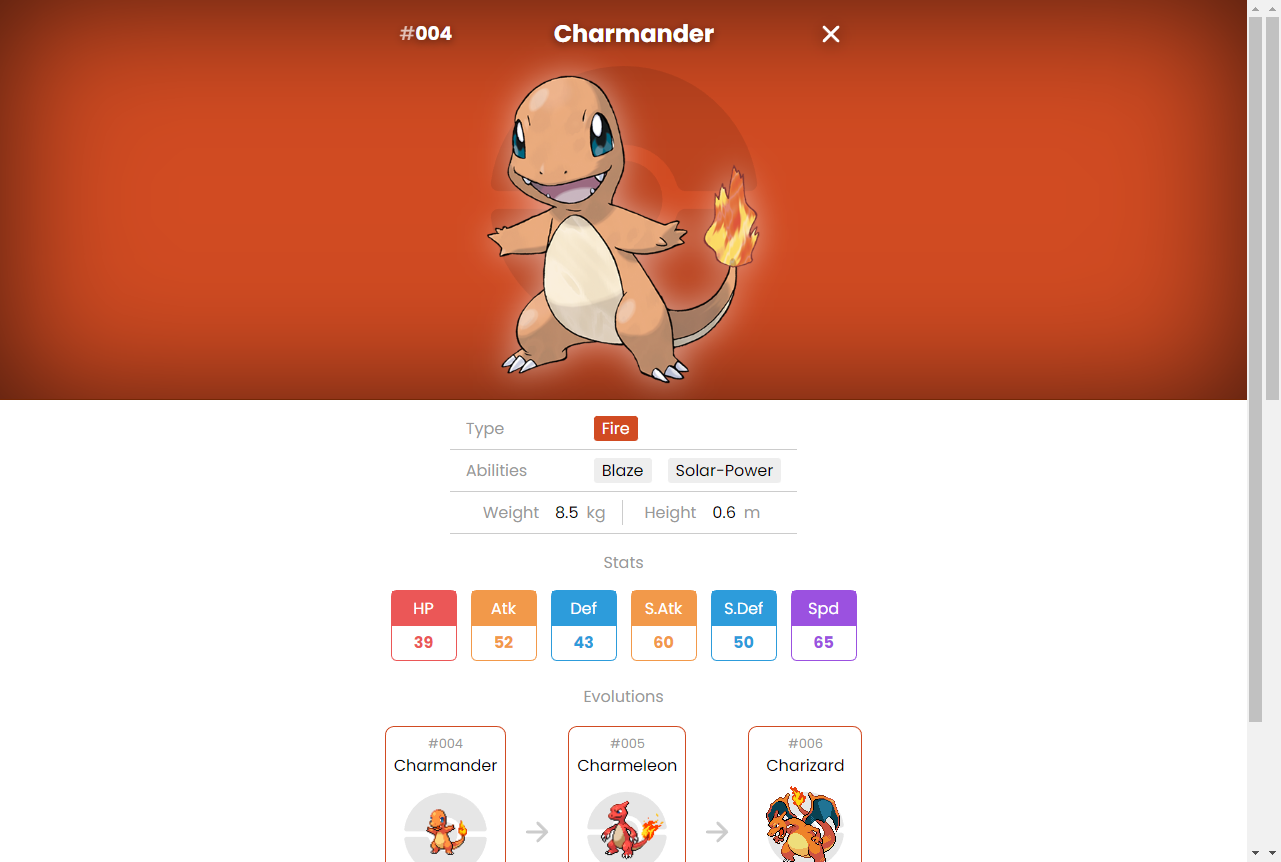 #004 Charmander
Type Fire
Abilities Blaze Solar-Power
Weight 8.5 kg Height 0.6 m
Stats
HP Atk Def S.Atk S.Def Spd
39 52 43 60 50 65
Evolutions
#004 #005 #006
Charmander Charmeleon Charizard